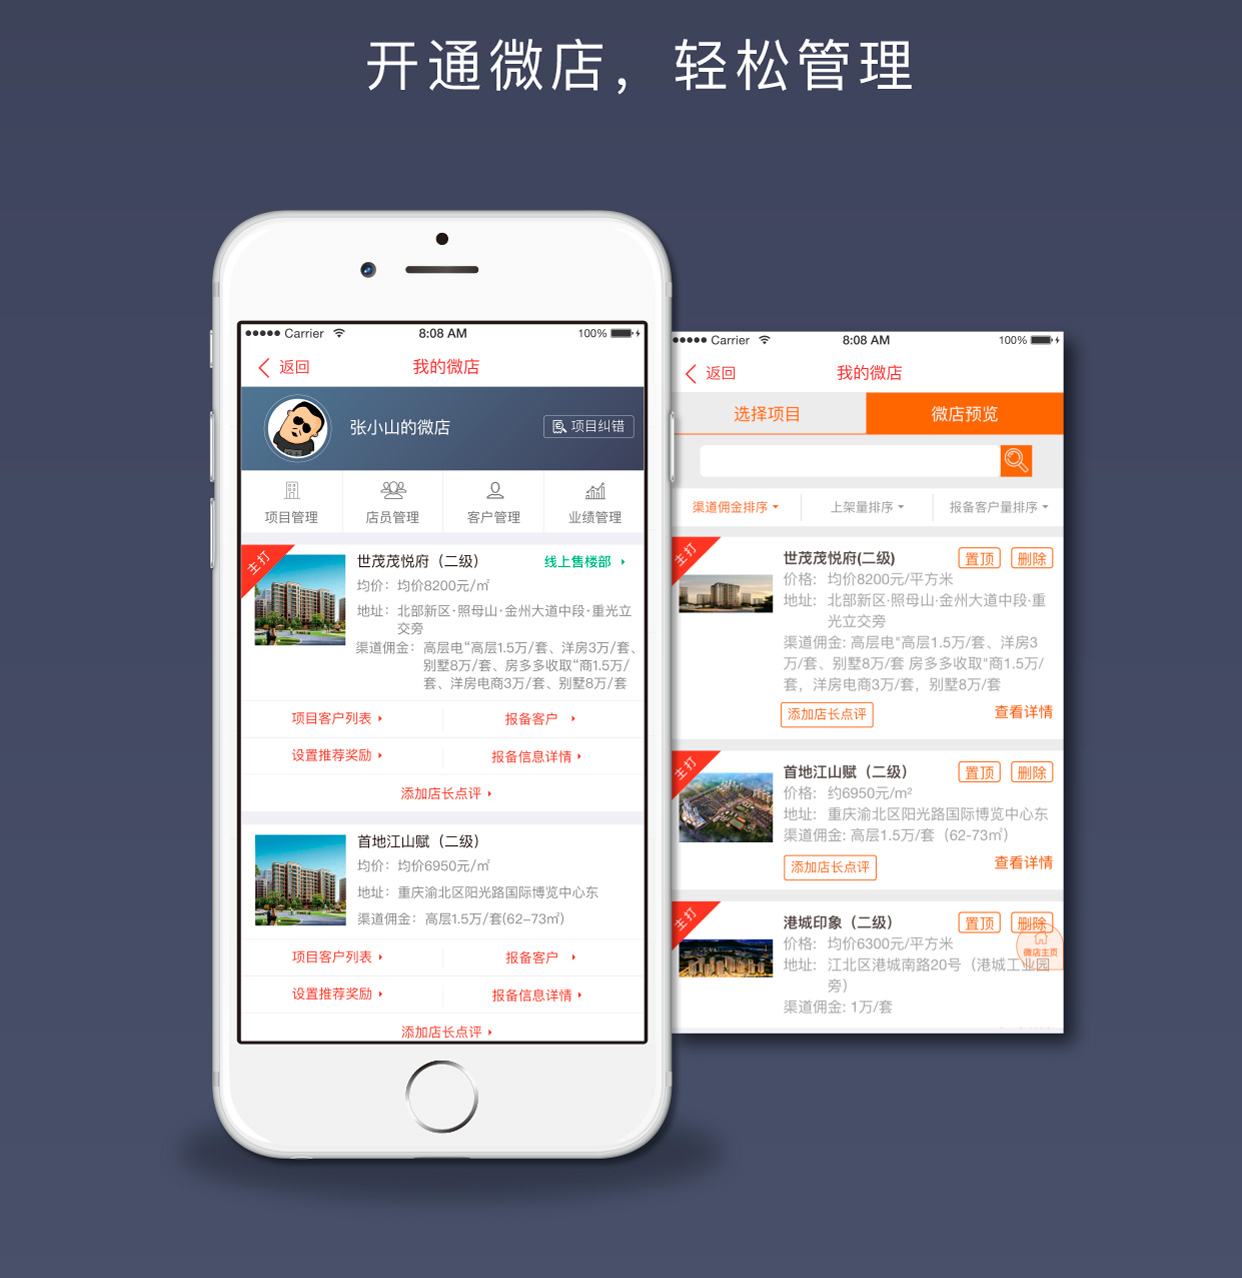 开通微店，轻松管理
Carrier 8:08 AM 100%
返回 我的微店
张小山的微店 项目纠错
项目管理 店员管理 客户管理 业绩管理
主打
世茂茂悦府（二级） 线上售楼部
均价：均价8200元/㎡
地址：北部新区·照母山·金州大道中段·重光立
交旁
渠道佣金：高层电“高层1.5万/套、洋房3万/套、
别墅8万/套、房多多收取“商1.5万/
套、洋房电商3万/套、别墅8万/套
项目客户列表 报备客户
设置推荐奖励 报备信息详情
添加店长点评
首地江山赋（二级）
均价：均价6950元/㎡
地址：重庆渝北区阳光路国际博览中心东
渠道佣金：高层1.5万/套(62-73㎡)
项目客户列表 报备客户
设置推荐奖励 报备信息详情
添加店长点评
Carrier 8:08 AM 100%
返回 我的微店
选择项目 微店预览
渠道佣金排序 上架量排序 报备客户量排序
主打
世茂茂悦府(二级) 置顶 删除
价格：均价8200元/平方米
地址：北部新区·照母山·金州大道中段·重
光立交旁
渠道佣金: 高层电"高层1.5万/套、洋房3
万/套、别墅8万/套 房多多收取"商1.5万/
套，洋房电商3万/套，别墅8万/套
添加店长点评 查看详情
主打
首地江山赋（二级） 置顶 删除
价格：约6950元/m²
地址：重庆渝北区阳光路国际博览中心东
渠道佣金: 高层1.5万/套（62-73㎡）
添加店长点评 查看详情
主打
港城印象（二级） 置顶 删除
价格：均价6300元/平方米
地址：江北区港城南路20号（港城工业园
旁）
渠道佣金: 1万/套
微店主页